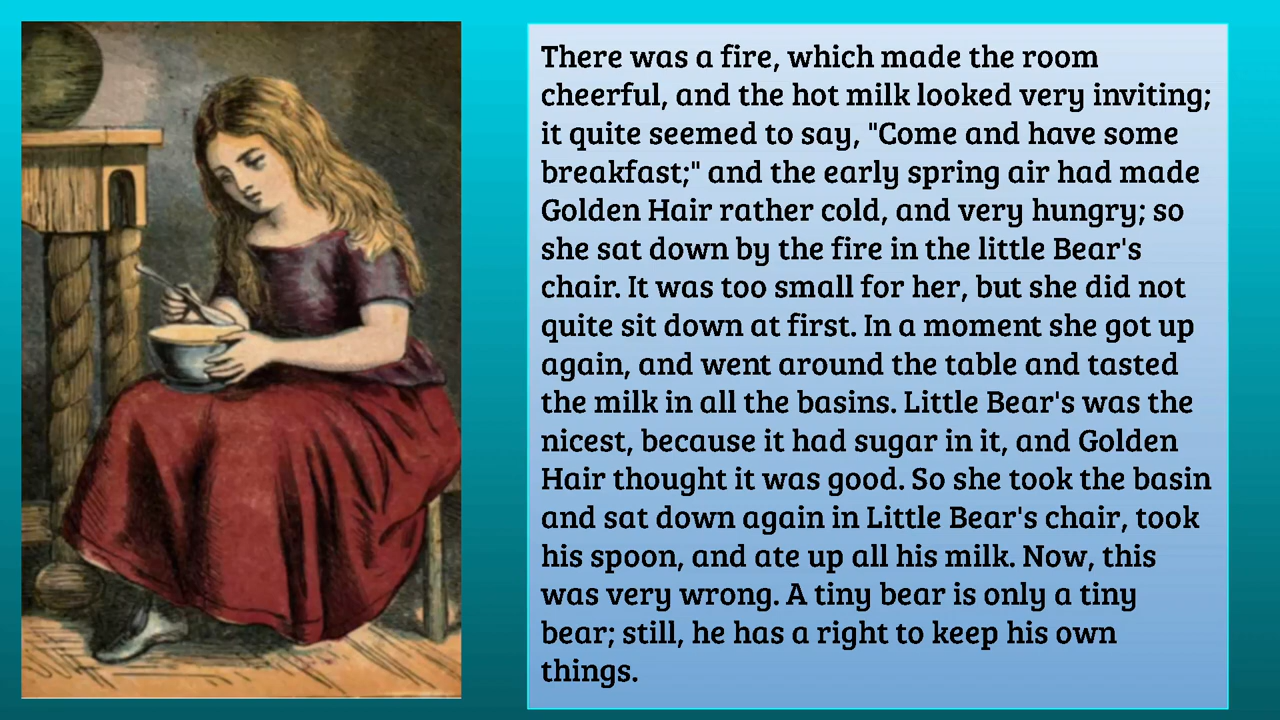 There was a fire, which made the room
cheerful, and the hot milk looked very inviting;
it quite seemed to say, "Come and have some
breakfast;" and the early spring air had made
Golden Hair rather cold, and very hungry; so
she sat down by the fire in the little Bear's
chair. It was too small for her, but she did not
quite sit down at first. In a moment she got up
again, and went around the table and tasted
the milk in all the basins. Little Bear's was the
nicest, because it had sugar in it, and Golden
Hair thought it was good. So she took the basin
and sat down again in Little Bear's chair, took
his spoon, and ate up all his milk. Now, this
was very wrong. A tiny bear is only a tiny
bear; still, he has a right to keep his own
things.